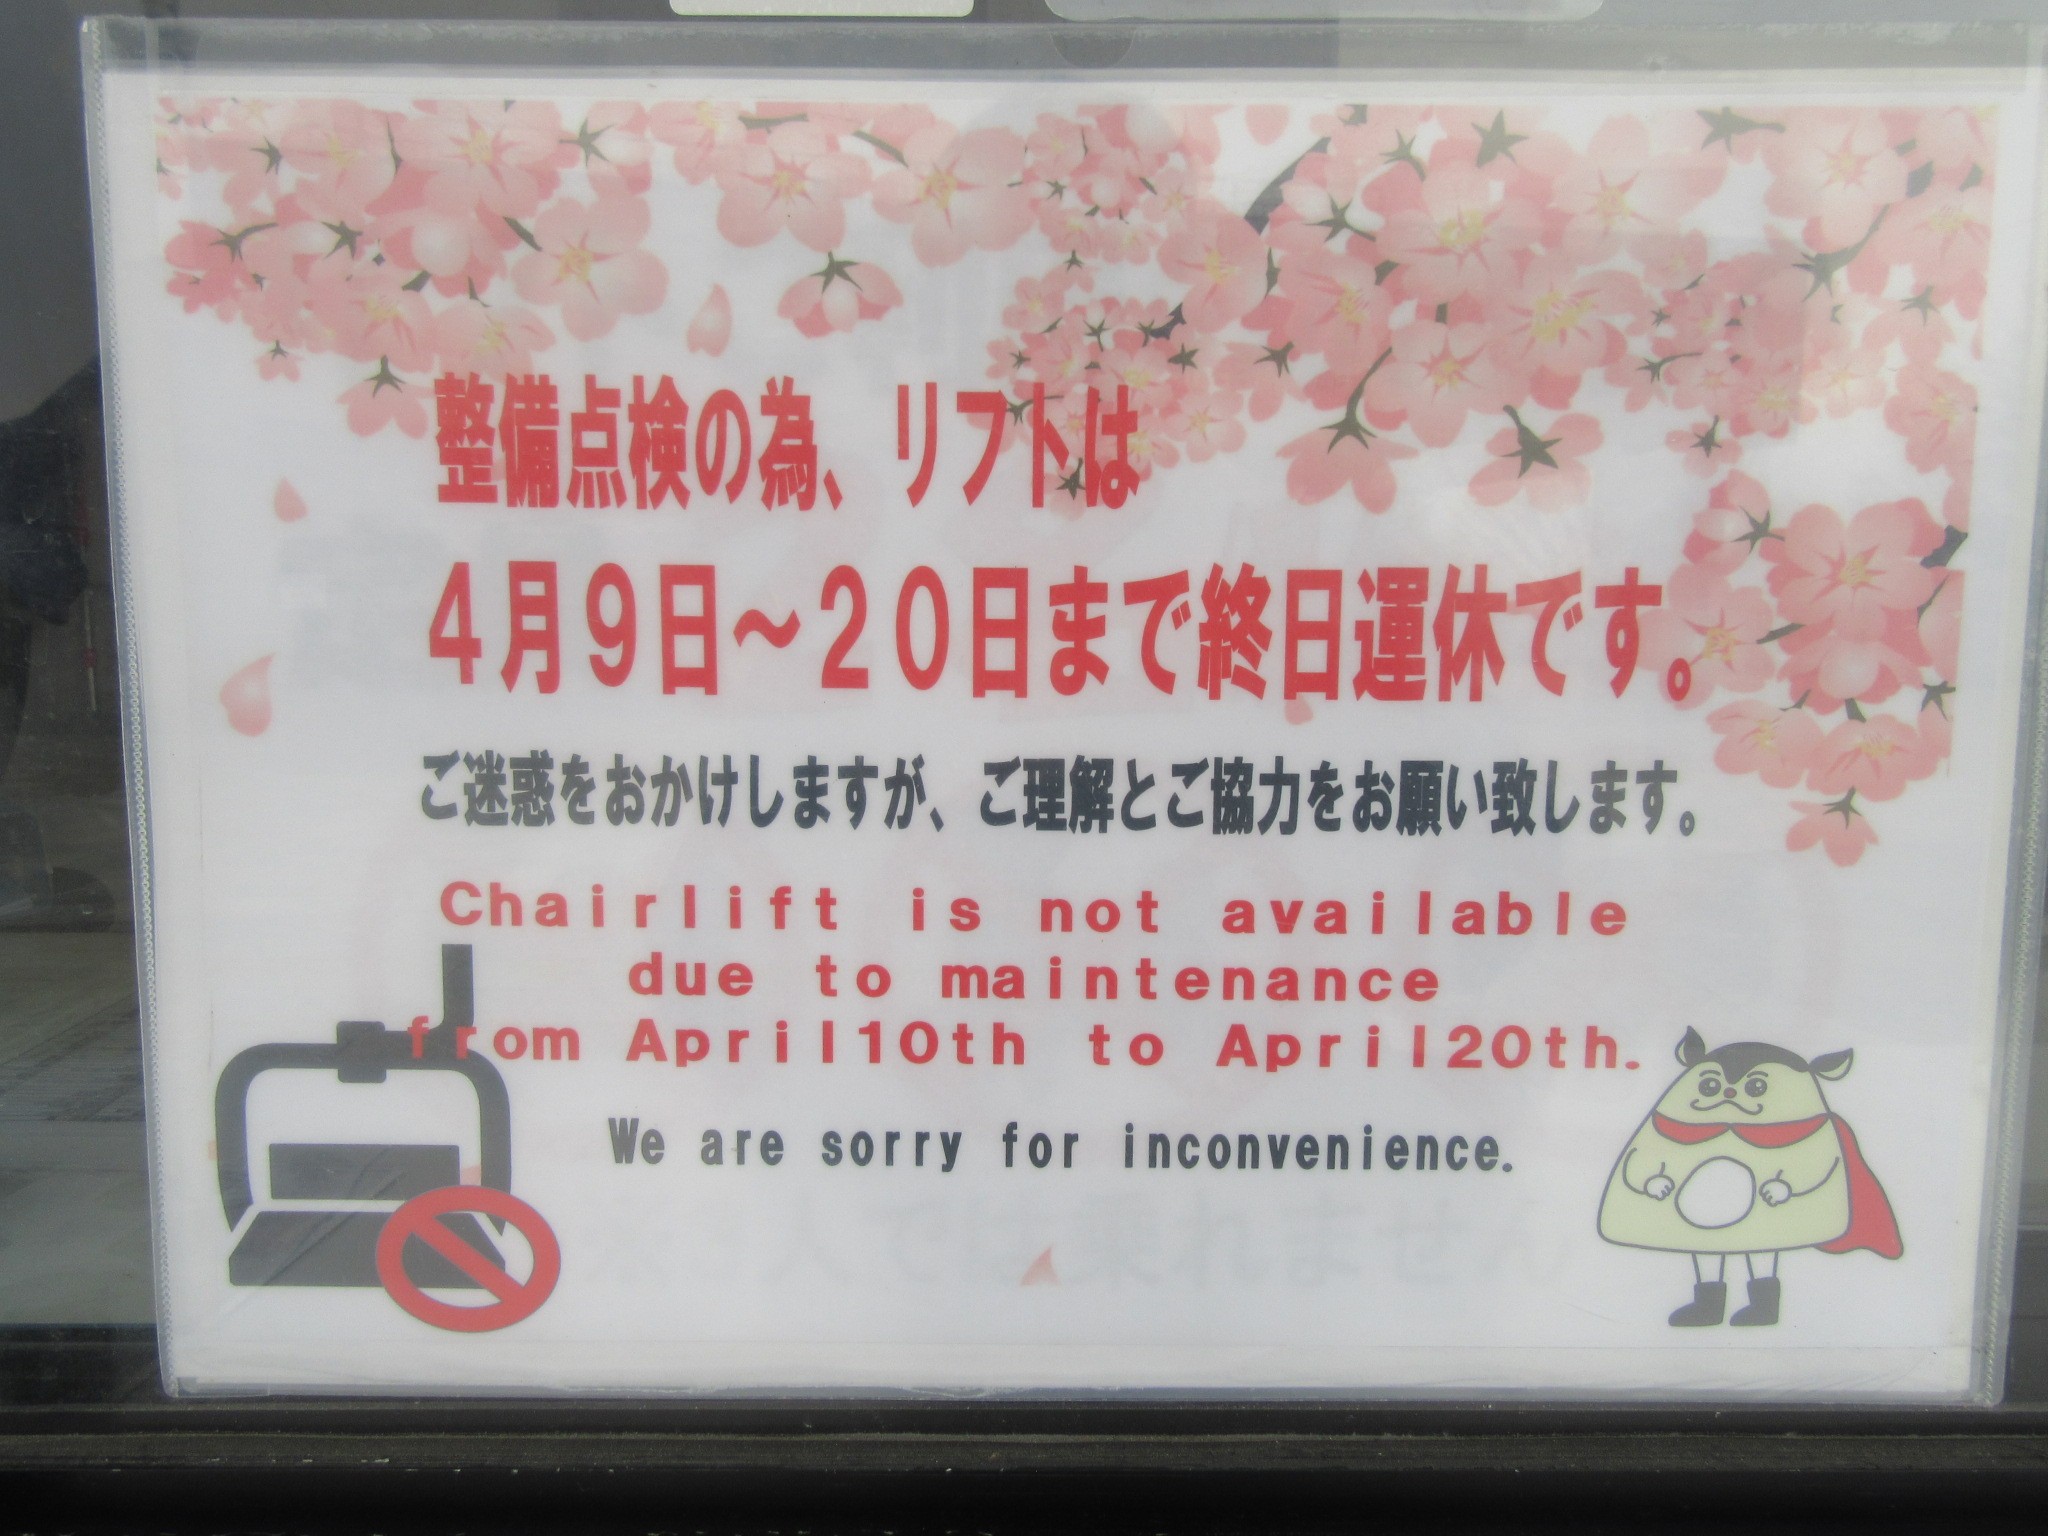 整備点検の為、リフトは
４月９日～２０日まで終日運休です。
ご迷惑をおかけしますが、ご理解とご協力をお願い致します。
Chairlift is not available
due to maintenance
from April10th to April20th.
We are sorry for inconvenience.